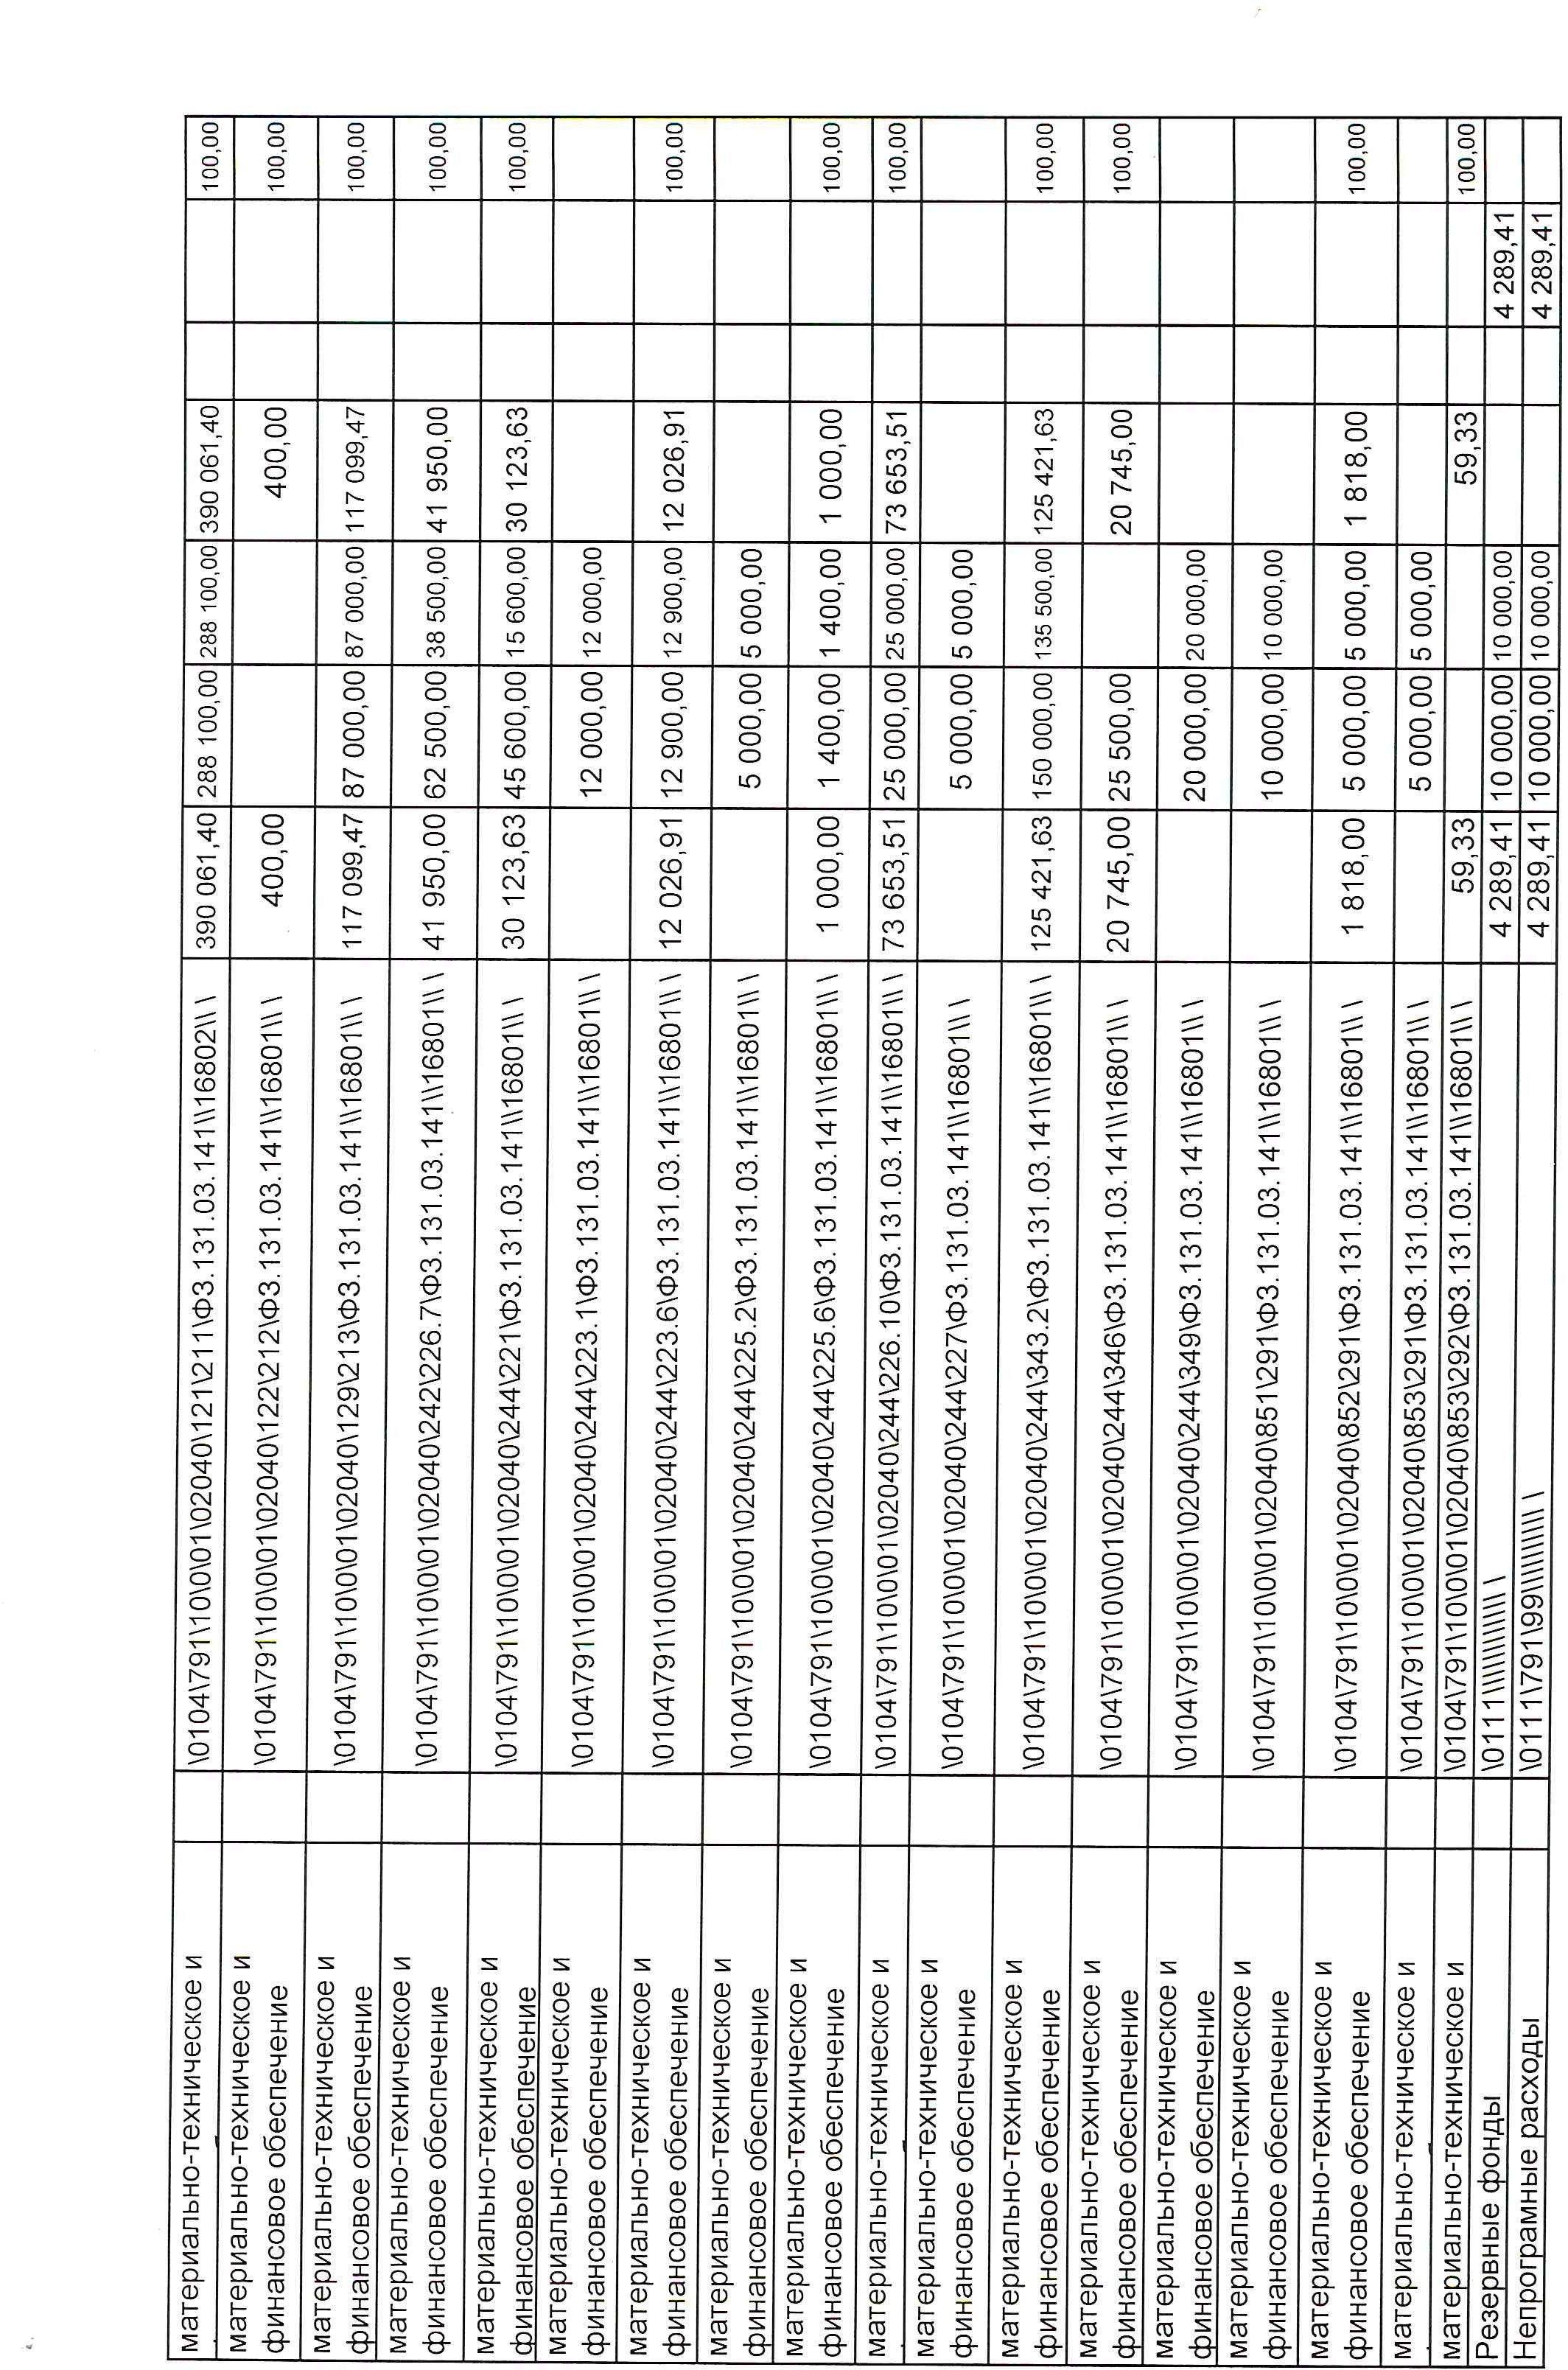 материально-техническое и \0104\791\10\0\01\02040\121\211\ФЗ.131.03.141\\16802\\\ \ 390 061,40 288 100,00 288 100,00 390 061,40 100,00
материально-техническое и
финансовое обеспечение \0104\791\10\0\01\02040\122\212\ФЗ.131.03.141\\16801\\\ \ 400,00 400,00 100,00
материально-техническое и
финансовое обеспечение \0104\791\10\0\01\02040\129\213\ФЗ.131.03.141\\16801\\\ \ 117 099,47 87 000,00 87 000,00 117 099,47 100,00
материально-техническое и
финансовое обеспечение \0104\791\10\0\01\02040\242\226.7\ФЗ.131.03.141\\16801\\\ \ 41 950,00 62 500,00 38 500,00 41 950,00 100,00
материально-техническое и
финансовое обеспечение \0104\791\10\0\01\02040\244\221\ФЗ.131.03.141\\16801\\\ \ 30 123,63 45 600,00 15 600,00 30 123,63 100,00
материально-техническое и
финансовое обеспечение \0104\791\10\0\01\02040\244\223.1\ФЗ.131.03.141\\16801\\\ \ 12 000,00 12 000,00
материально-техническое и
финансовое обеспечение \0104\791\10\0\01\02040\244\223.6\ФЗ.131.03.141\\16801\\\ \ 12 026,91 12 900,00 12 900,00 12 026,91 100,00
материально-техническое и
финансовое обеспечение \0104\791\10\0\01\02040\244\225.2\ФЗ.131.03.141\\16801\\\ \ 5 000,00 5 000,00
материально-техническое и
финансовое обеспечение \0104\791\10\0\01\02040\244\225.6\ФЗ.131.03.141\\16801\\\ \ 1 000,00 1 400,00 1 400,00 1 000,00 100,00
материально-техническое и \0104\791\10\0\01\02040\244\226.10\ФЗ.131.03.141\\16801\\\ \ 73 653,51 25 000,00 25 000,00 73 653,51 100,00
материально-техническое и
финансовое обеспечение \0104\791\10\0\01\02040\244\227\ФЗ.131.03.141\\16801\\\ \ 5 000,00 5 000,00
материально-техническое и
финансовое обеспечение \0104\791\10\0\01\02040\244\343.2\ФЗ.131.03.141\\16801\\\ \ 125 421,63 150 000,00 135 500,00 125 421,63 100,00
материально-техническое и
финансовое обеспечение \0104\791\10\0\01\02040\244\346\ФЗ.131.03.141\\16801\\\ \ 20 745,00 25 500,00 20 745,00 100,00
материально-техническое и
финансовое обеспечение \0104\791\10\0\01\02040\244\349\ФЗ.131.03.141\\16801\\\ \ 20 000,00 20 000,00
материально-техническое и
финансовое обеспечение \0104\791\10\0\01\02040\851\291\ФЗ.131.03.141\\16801\\\ \ 10 000,00 10 000,00
материально-техническое и
финансовое обеспечение \0104\791\10\0\01\02040\852\291\ФЗ.131.03.141\\16801\\\ \ 1 818,00 5 000,00 5 000,00 1 818,00 100,00
материально-техническое и \0104\791\10\0\01\02040\853\291\ФЗ.131.03.141\\16801\\\ \ 5 000,00 5 000,00
материально-техническое и \0104\791\10\0\01\02040\853\292\ФЗ.131.03.141\\16801\\\ \ 59,33 59,33 100,00
Резервные фонды \0111\\\\\\\\\\\\ \ 4 289,41 10 000,00 10 000,00 4 289,41
Непрограмные расходы \0111\791\99\\\\\\\\\\ \ 4 289,41 10 000,00 10 000,00 4 289,41